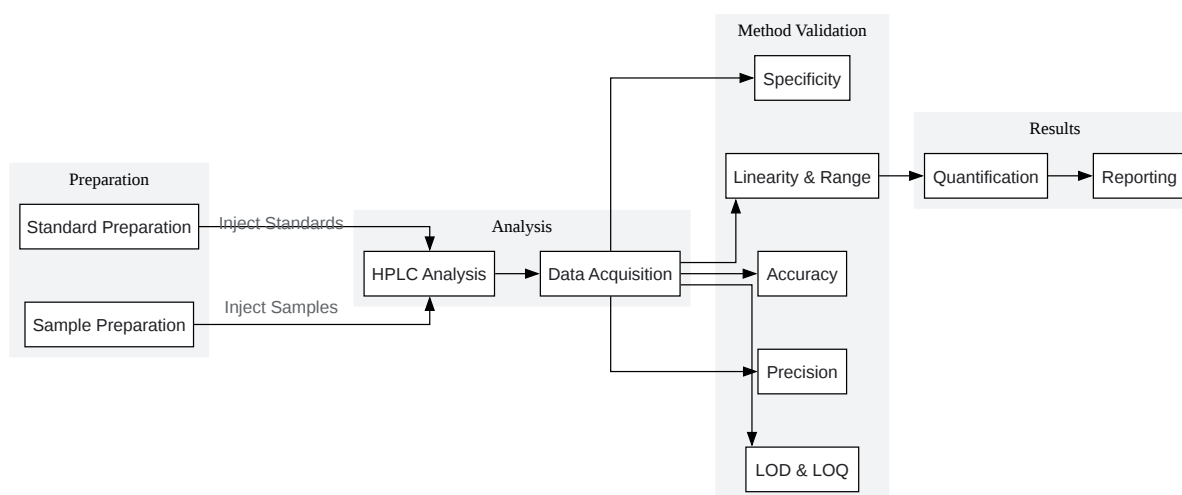 Preparation
Standard Preparation
Sample Preparation
Inject Standards
Inject Samples
Analysis
HPLC Analysis
Data Acquisition
Method Validation
Specificity
Linearity & Range
Accuracy
Precision
LOD & LOQ
Results
Quantification
Reporting